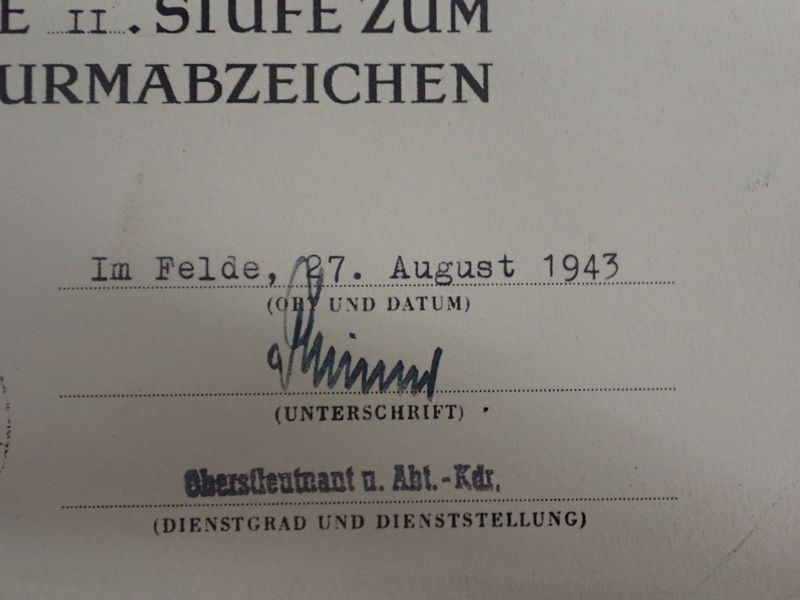 E II. STUFE ZUM
URMABZEICHEN
Im Felde, 27. August 1943
(ORT UND DATUM)
(UNTERSCHRIFT)
Oberstleutnant u. Abt.-Kdr.
(DIENSTGRAD UND DIENSTSTELLUNG)